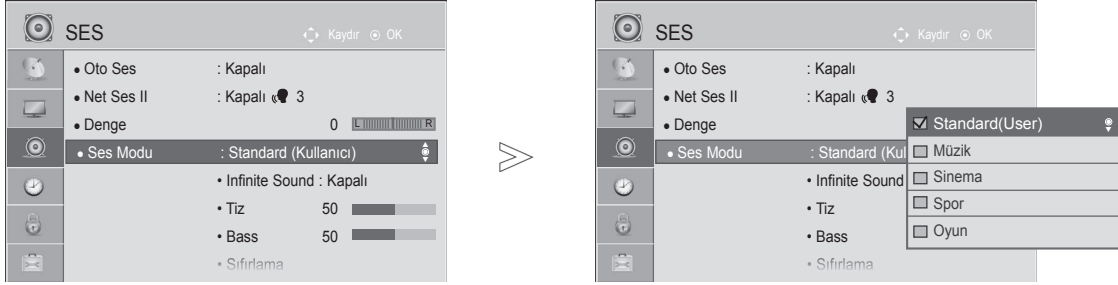 SES
Kaydır OK
• Oto Ses : Kapalı
• Net Ses II : Kapalı 3
• Denge 0 L R
• Ses Modu : Standard (Kullanıcı)
• Infinite Sound : Kapalı
• Tiz 50
• Bass 50
• Sıfırlama
>
SES
Kaydır OK
• Oto Ses : Kapalı
• Net Ses II : Kapalı 3
• Denge
• Ses Modu : Standard (Kul
• Infinite Sound
• Tiz
• Bass
• Sıfırlama
Standard(User)
Müzik
Sinema
Spor
Oyun